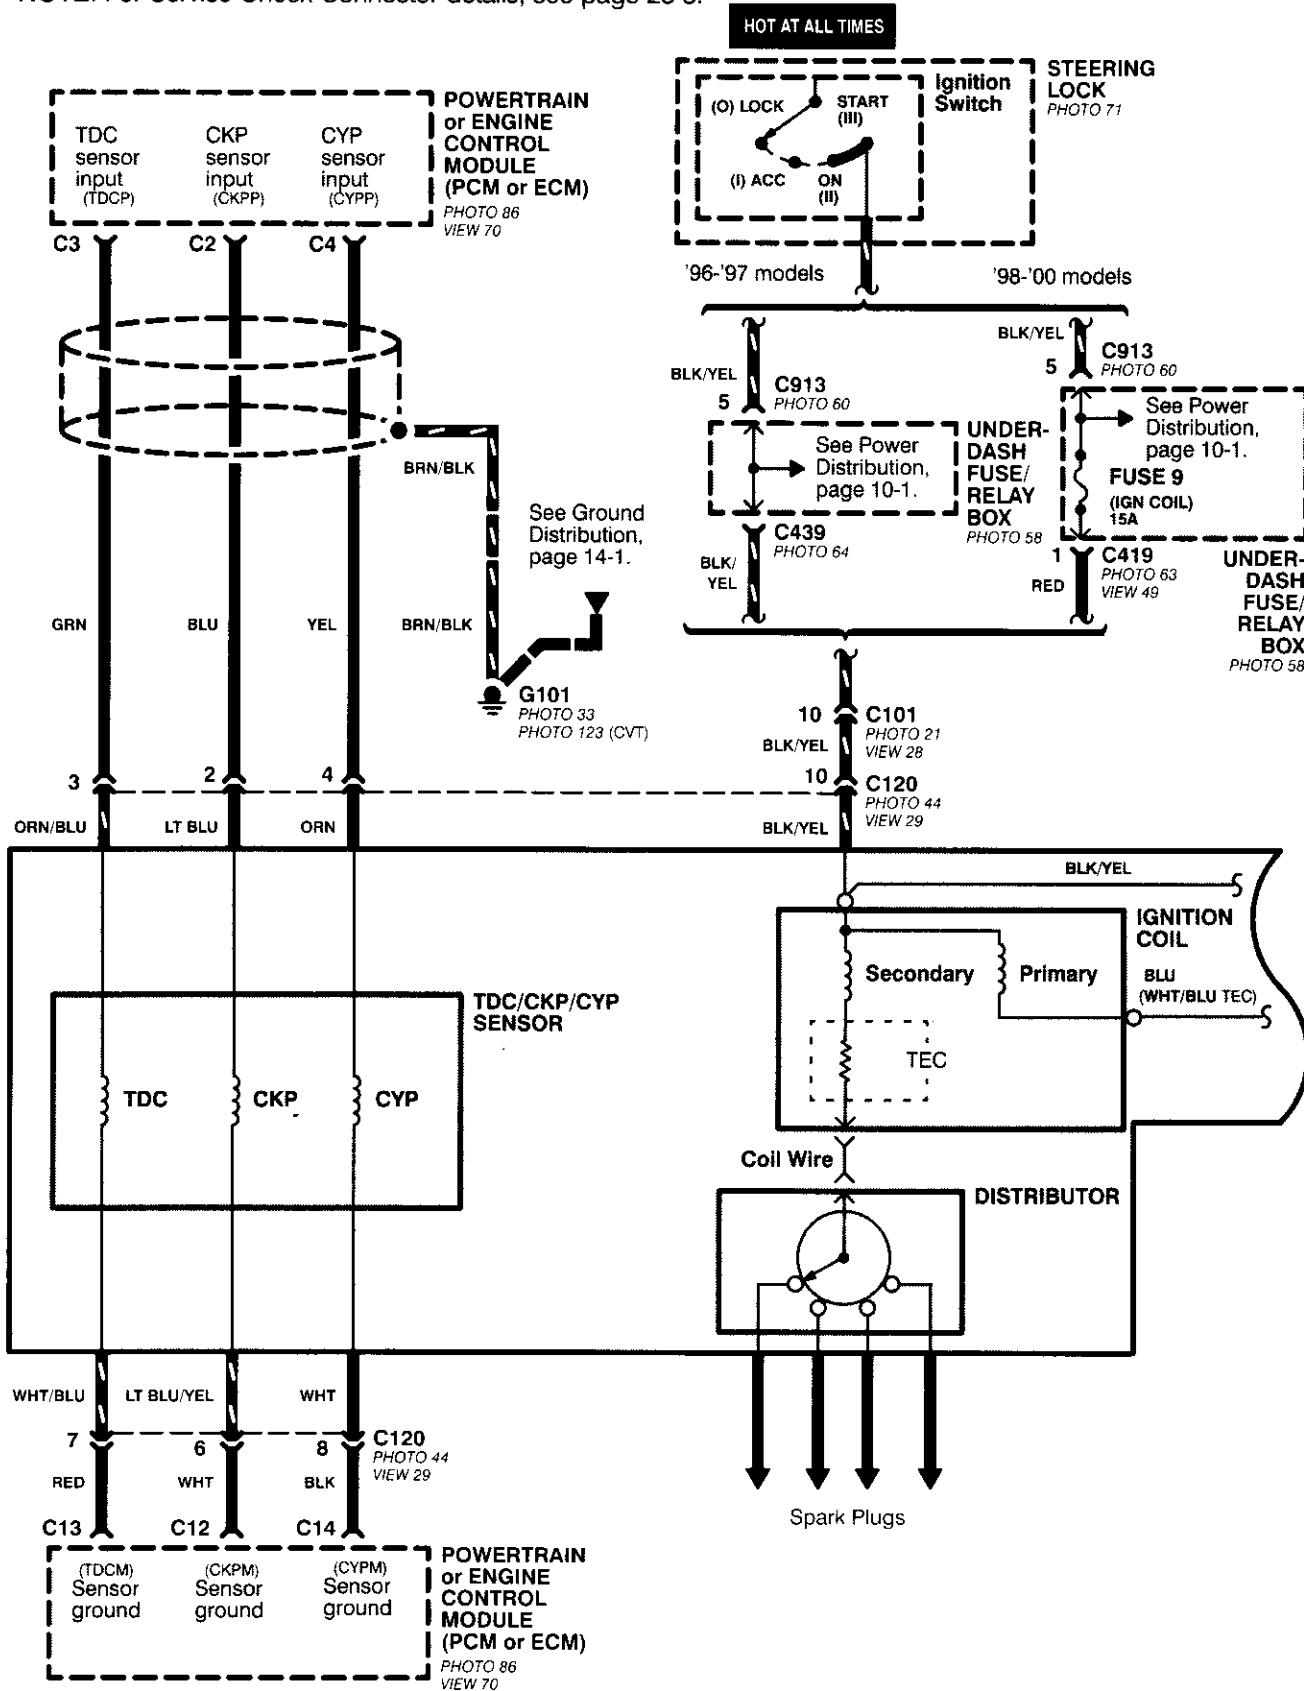 HOT AT ALL TIMES
STEERING
LOCK
PHOTO 71
Ignition
Switch
(O) LOCK
START
(III)
(I) ACC
ON
(II)
POWERTRAIN
or ENGINE
CONTROL
MODULE
(PCM or ECM)
PHOTO 86
VIEW 70
TDC
sensor
input
(TDCP)
CKP
sensor
input
(CKPP)
CYP
sensor
input
(CYPP)
C3
C2
C4
'96-'97 models
'98-'00 models
BLK/YEL
5
C913
PHOTO 60
See Power
Distribution,
page 10-1.
UNDER-
DASH
FUSE/
RELAY
BOX
PHOTO 58
C439
PHOTO 64
BLK/
YEL
BLK/YEL
5
C913
PHOTO 60
See Power
Distribution,
page 10-1.
FUSE 9
(IGN COIL)
15A
1
C419
PHOTO 63
VIEW 49
RED
UNDER-
DASH
FUSE/
RELAY
BOX
PHOTO 58
BRN/BLK
See Ground
Distribution,
page 14-1.
GRN
BLU
YEL
BRN/BLK
G101
PHOTO 33
PHOTO 123 (CVT)
10
C101
PHOTO 21
VIEW 28
BLK/YEL
3
2
4
10
C120
PHOTO 44
VIEW 29
ORN/BLU
LT BLU
ORN
BLK/YEL
BLK/YEL
IGNITION
COIL
Secondary
Primary
BLU
(WHT/BLU TEC)
TEC
TDC/CKP/CYP
SENSOR
TDC
CKP
CYP
Coil Wire
DISTRIBUTOR
WHT/BLU
LT BLU/YEL
WHT
7
6
8
C120
PHOTO 44
VIEW 29
RED
WHT
BLK
C13
C12
C14
Spark Plugs
(TDCM)
Sensor
ground
(CKPM)
Sensor
ground
(CYPM)
Sensor
ground
POWERTRAIN
or ENGINE
CONTROL
MODULE
(PCM or ECM)
PHOTO 86
VIEW 70